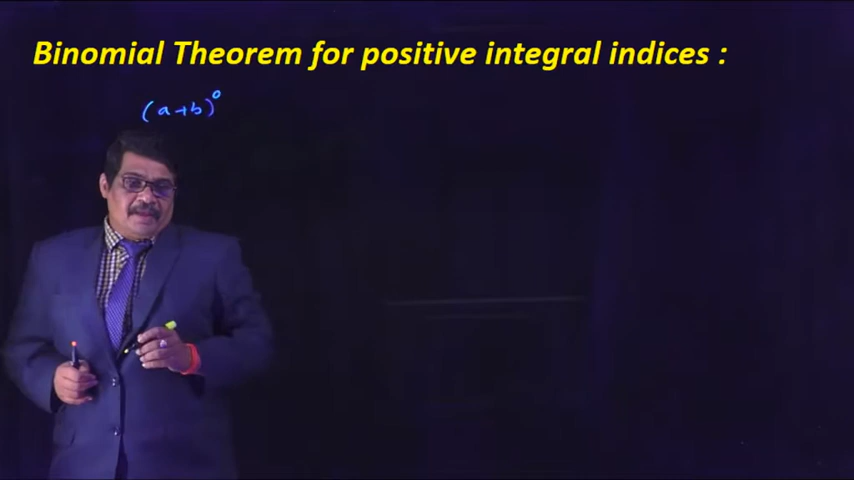 Binomial Theorem for positive integral indices :
(a+b)⁰